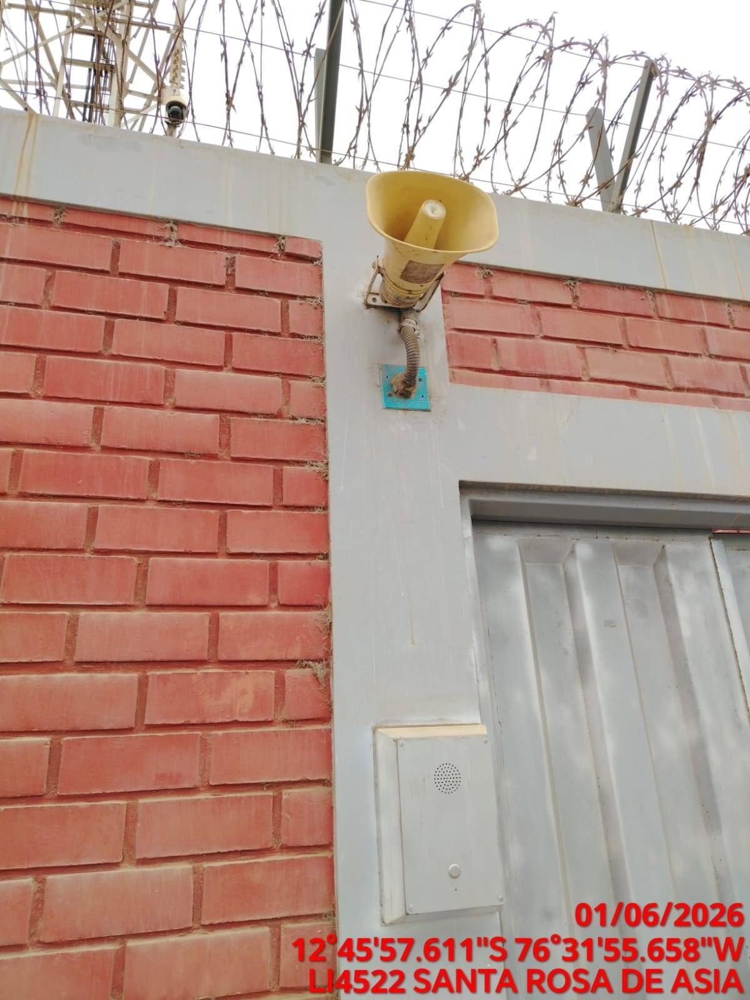 01/06/2026
12°45'57.611"S 76°31'55.658"W
LI4522 SANTA ROSA DE ASIA